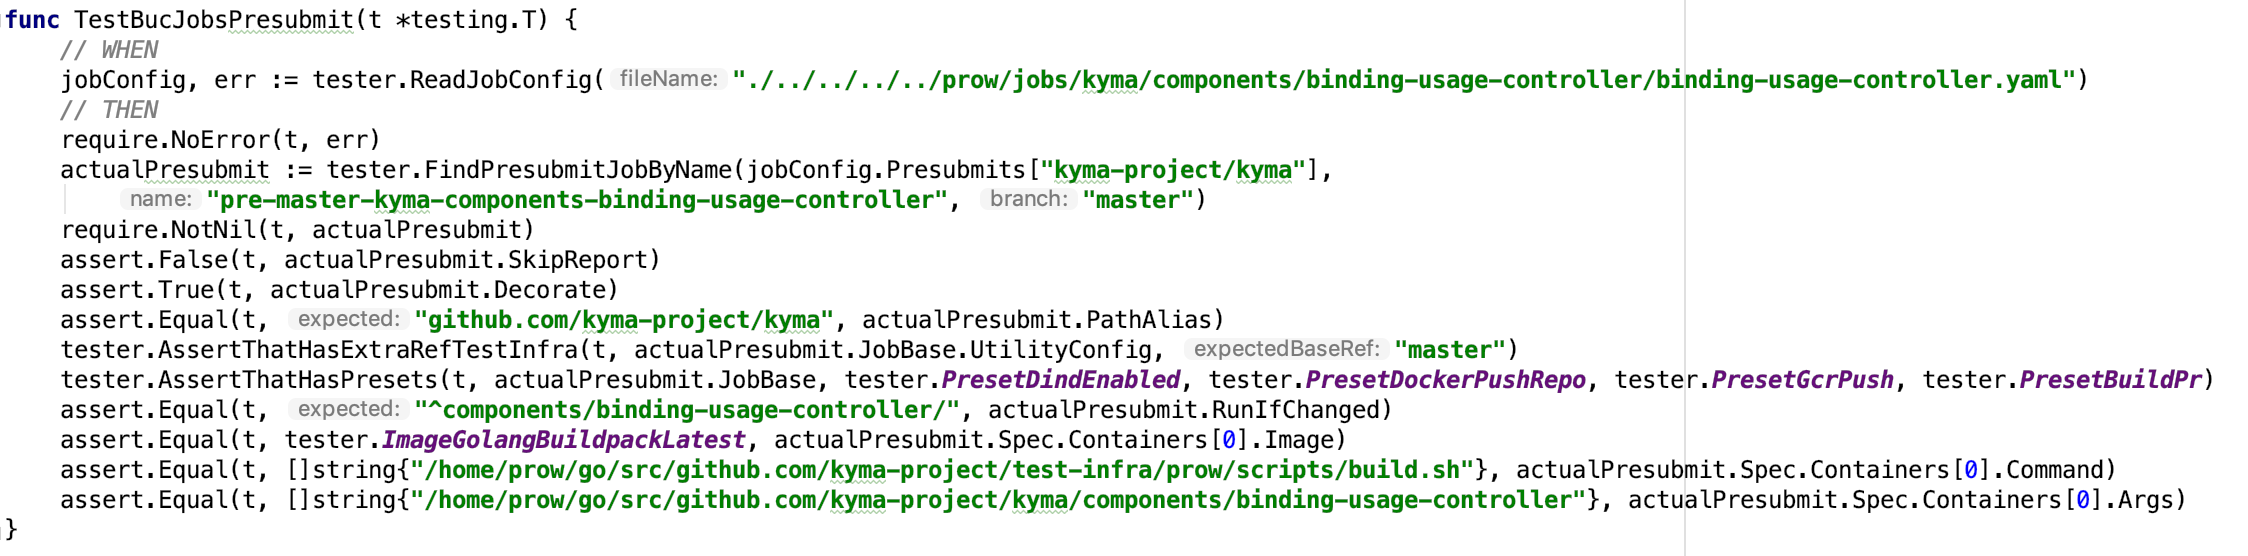 func TestBucJobsPresubmit(t *testing.T) {
// WHEN
jobConfig, err := tester.ReadJobConfig( fileName: "./../../../../prow/jobs/kyma/components/binding-usage-controller/binding-usage-controller.yaml")
// THEN
require.NoError(t, err)
actualPresubmit := tester.FindPresubmitJobByName(jobConfig.Presubmits["kyma-project/kyma"],
name: "pre-master-kyma-components-binding-usage-controller", branch: "master")
require.NotNil(t, actualPresubmit)
assert.False(t, actualPresubmit.SkipReport)
assert.True(t, actualPresubmit.Decorate)
assert.Equal(t, expected: "github.com/kyma-project/kyma", actualPresubmit.PathAlias)
tester.AssertThatHasExtraRefTestInfra(t, actualPresubmit.JobBase.UtilityConfig, expectedBaseRef: "master")
tester.AssertThatHasPresets(t, actualPresubmit.JobBase, tester.PresetDindEnabled, tester.PresetDockerPushRepo, tester.PresetGcrPush, tester.PresetBuildPr)
assert.Equal(t, expected: "^components/binding-usage-controller/", actualPresubmit.RunIfChanged)
assert.Equal(t, tester.ImageGolangBuildpackLatest, actualPresubmit.Spec.Containers[0].Image)
assert.Equal(t, []string{"/home/prow/go/src/github.com/kyma-project/test-infra/prow/scripts/build.sh"}, actualPresubmit.Spec.Containers[0].Command)
assert.Equal(t, []string{"/home/prow/go/src/github.com/kyma-project/kyma/components/binding-usage-controller"}, actualPresubmit.Spec.Containers[0].Args)
}